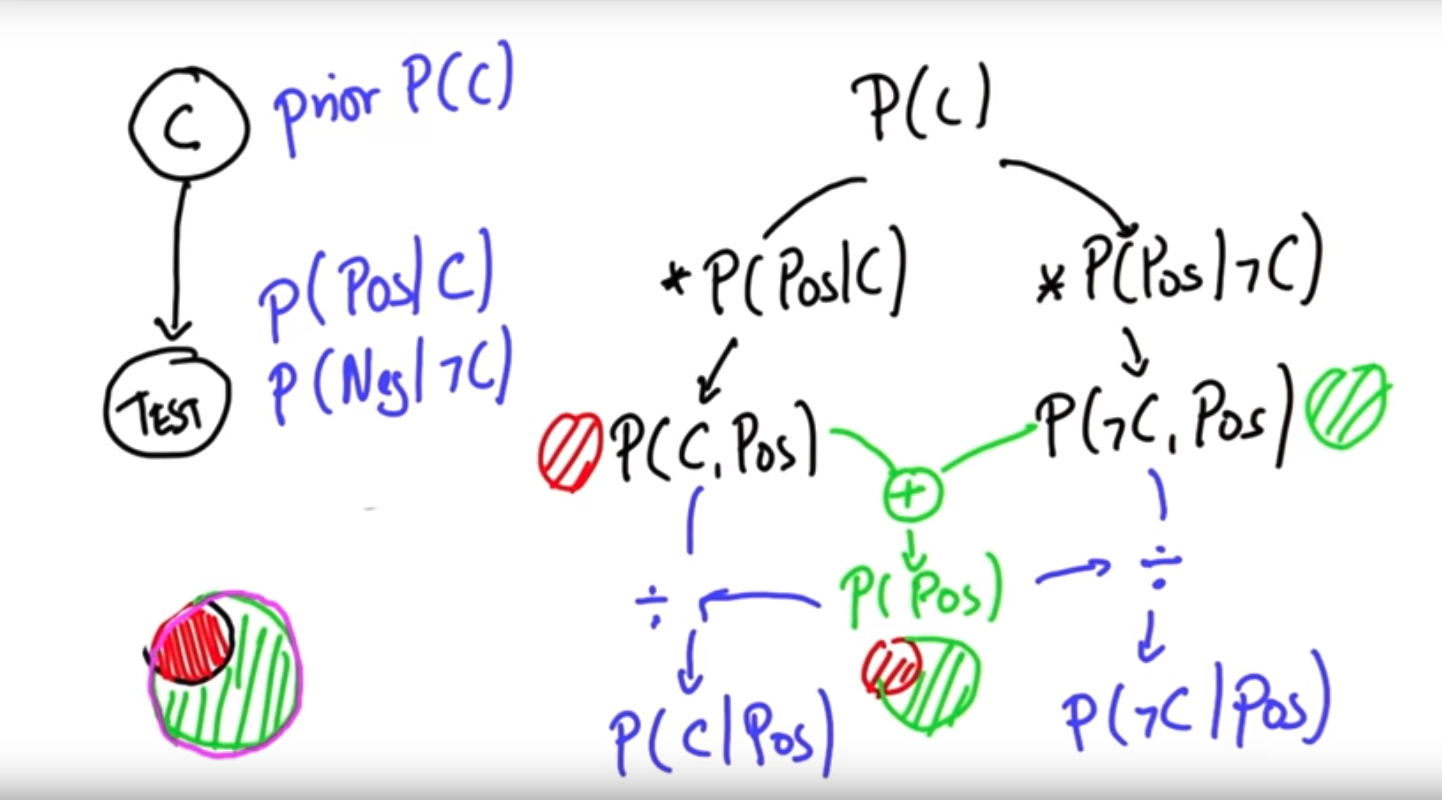 C
prior P(C)
P(Pos|C)
P(Neg|¬C)
TEST
P(C)
* P(Pos|C)
* P(Pos|¬C)
P(C, Pos)
P(¬C, Pos)
+
P(Pos)
÷
÷
P(C|Pos)
P(¬C|Pos)